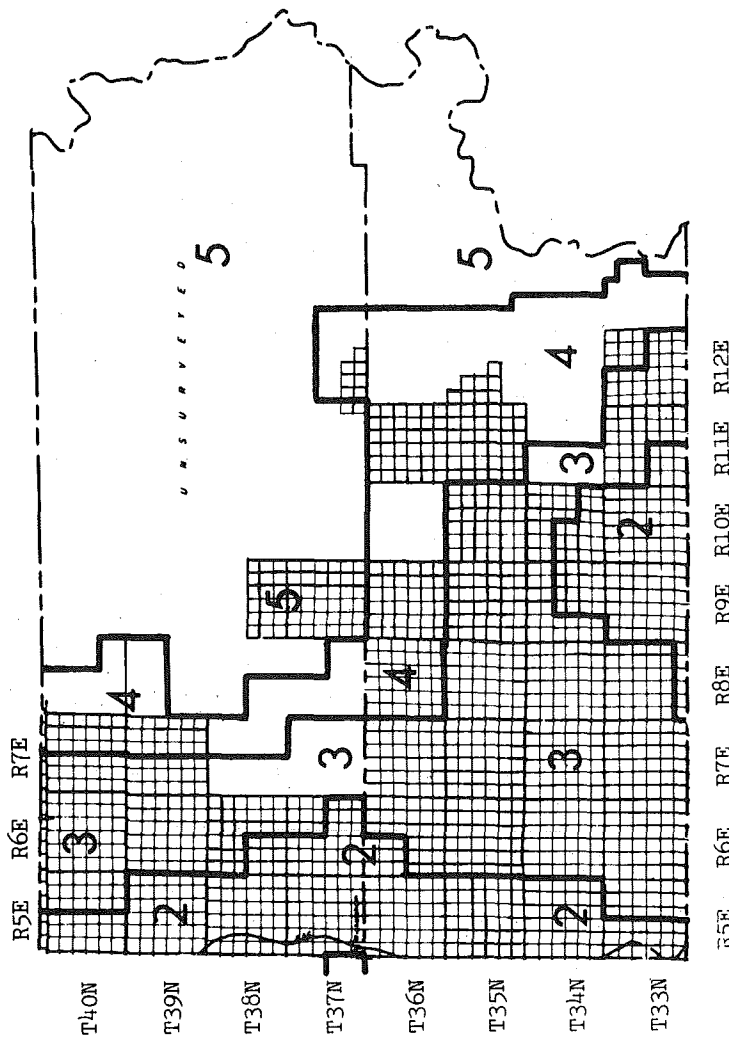 R5E R6E R7E
T40N 3
4
T39N 2 UNSURVEYED
T38N 5
5
T37N 3
2
T36N 4
T35N 5
T34N 2 3 3 4
T33N 2
R5E R6E R7E R8E R9E R10E R11E R12E